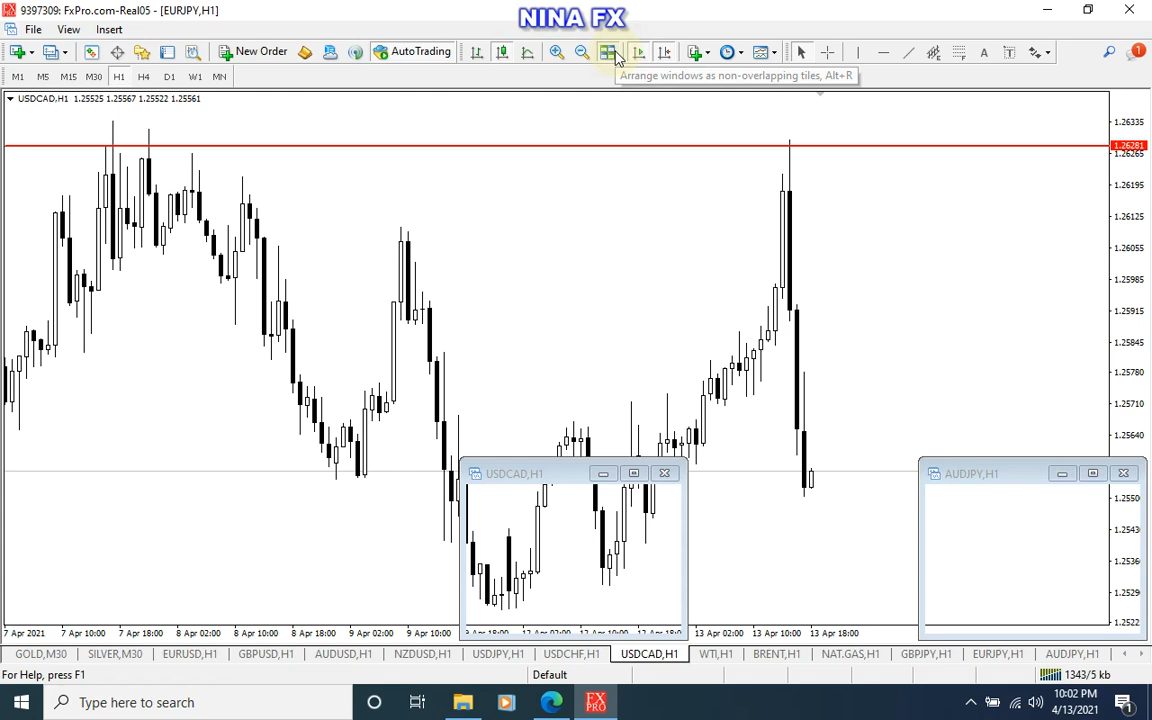 9397309: FxPro.com-Real05 - [EURJPY,H1]
NINA FX
File View Insert
New Order AutoTrading
1
Arrange windows as non-overlapping tiles, Alt+R
M1 M5 M15 M30 H1 H4 D1 W1 MN
USDCAD,H1 1.25525 1.25567 1.25522 1.25561
1.26335
1.26281
1.26265
1.26195
1.26125
1.26055
1.25985
1.25915
1.25845
1.25780
1.25710
1.25640
USDCAD,H1
AUDJPY,H1
7 Apr 2021 7 Apr 10:00 7 Apr 18:00 8 Apr 02:00 8 Apr 10:00 8 Apr 18:00 9 Apr 02:00 9 Apr 10:00 13 Apr 02:00 13 Apr 10:00 13 Apr 18:00
GOLD,M30 SILVER,M30 EURUSD,H1 GBPUSD,H1 AUDUSD,H1 NZDUSD,H1 USDJPY,H1 USDCHF,H1 USDCAD,H1 WTI,H1 BRENT,H1 NAT.GAS,H1 GBPJPY,H1 EURJPY,H1 AUDJPY,H1
For Help, press F1 Default 1343/5 kb
Type here to search
FX PRO
10:02 PM
4/13/2021
1